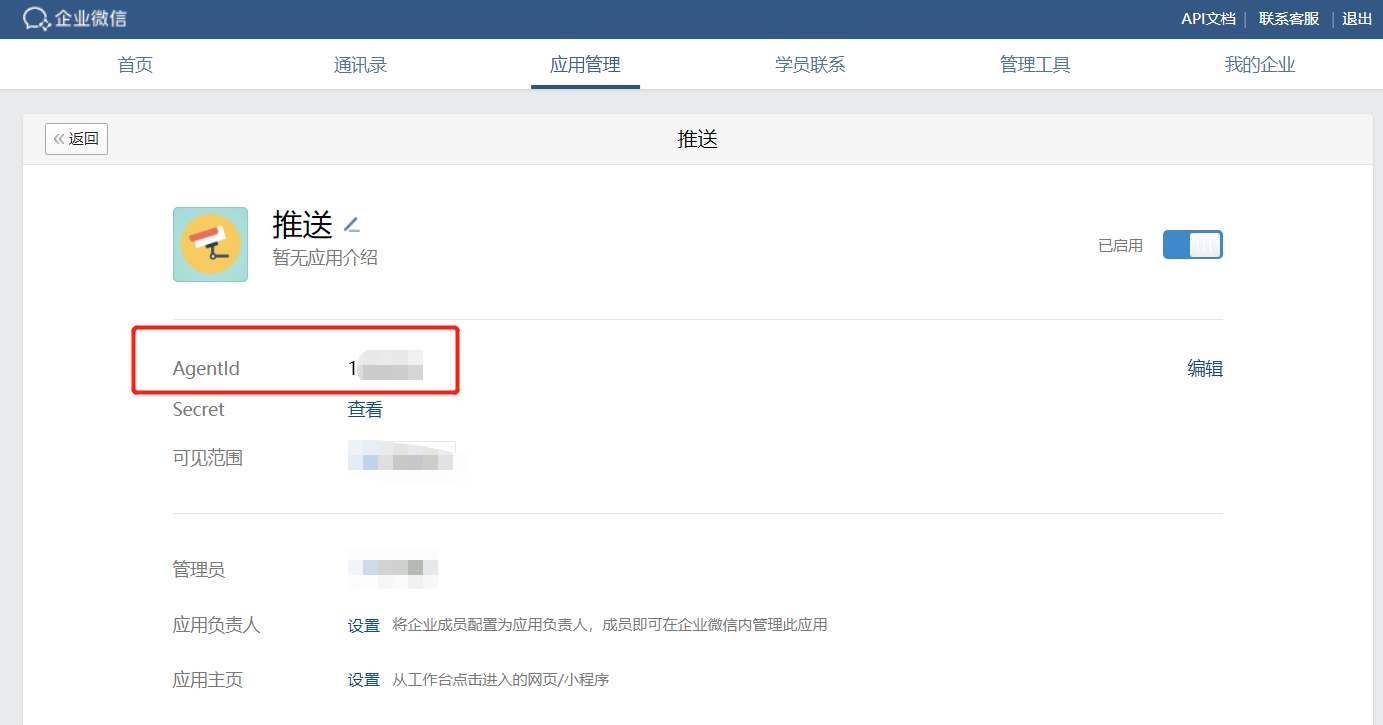 企业微信
API文档 | 联系客服 | 退出
首页 通讯录 应用管理 学员联系 管理工具 我的企业
« 返回 推送
推送
暂无应用介绍
已启用
AgentId 1 编辑
Secret 查看
可见范围
管理员
应用负责人 设置 将企业成员配置为应用负责人，成员即可在企业微信内管理此应用
应用主页 设置 从工作台点击进入的网页/小程序